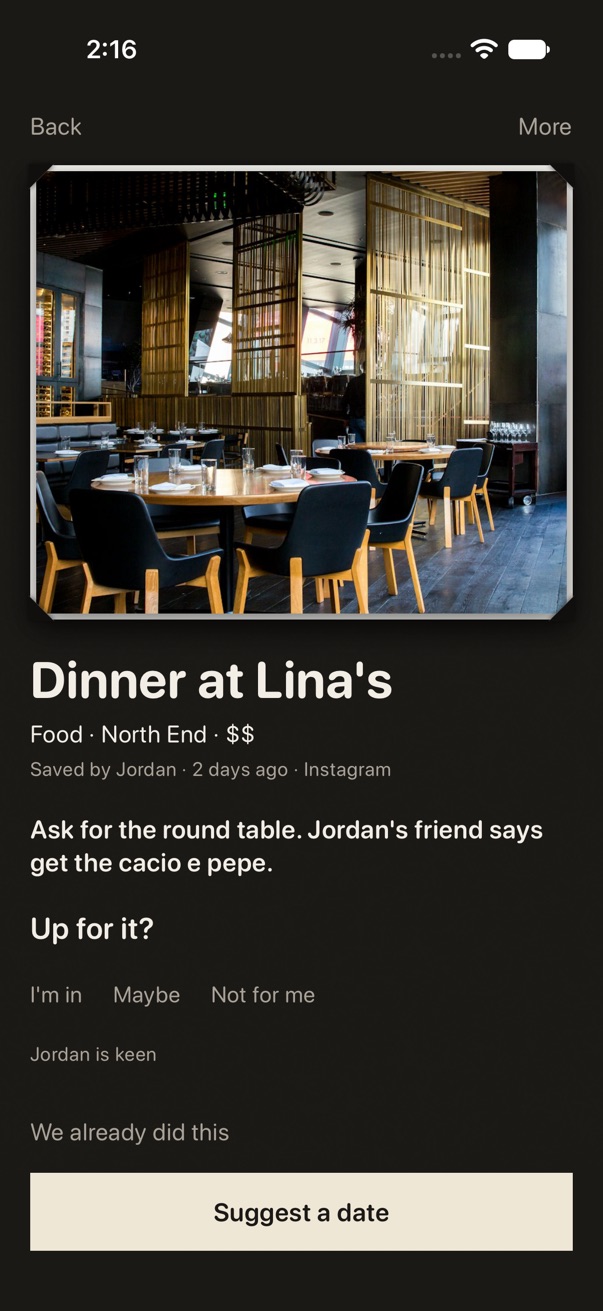 2:16
Back
More
Dinner at Lina's
Food · North End · $$
Saved by Jordan · 2 days ago · Instagram
Ask for the round table. Jordan's friend says
get the cacio e pepe.
Up for it?
I'm in
Maybe
Not for me
Jordan is keen
We already did this
Suggest a date